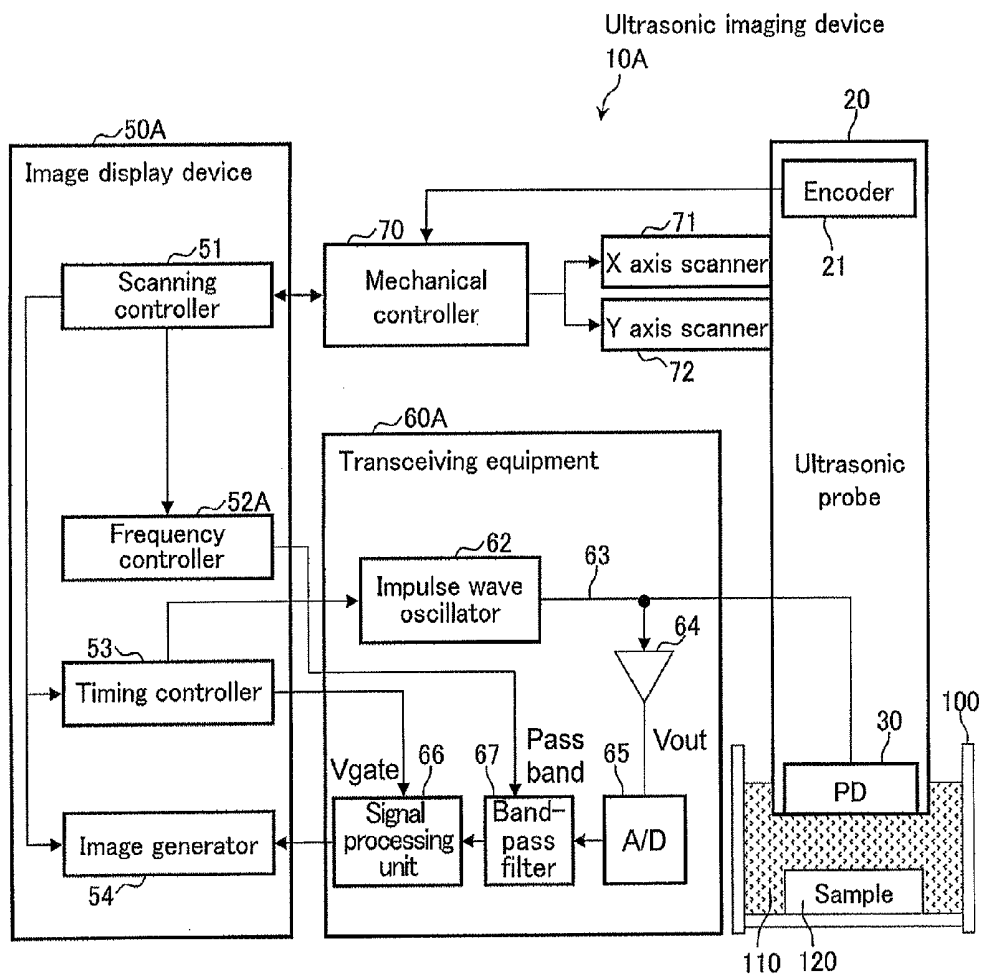 Ultrasonic imaging device
10A
50A
20
Image display device
Encoder
21
70
71
51
Scanning
controller
Mechanical
controller
X axis scanner
Y axis scanner
72
60A
Transceiving equipment
Ultrasonic
probe
52A
Frequency
controller
62
Impulse wave
oscillator
63
64
53
Timing controller
Vgate
66
67
Pass
band
65
Vout
30
100
PD
Signal
processing
unit
Band-
pass
filter
A/D
Image generator
54
Sample
110
120